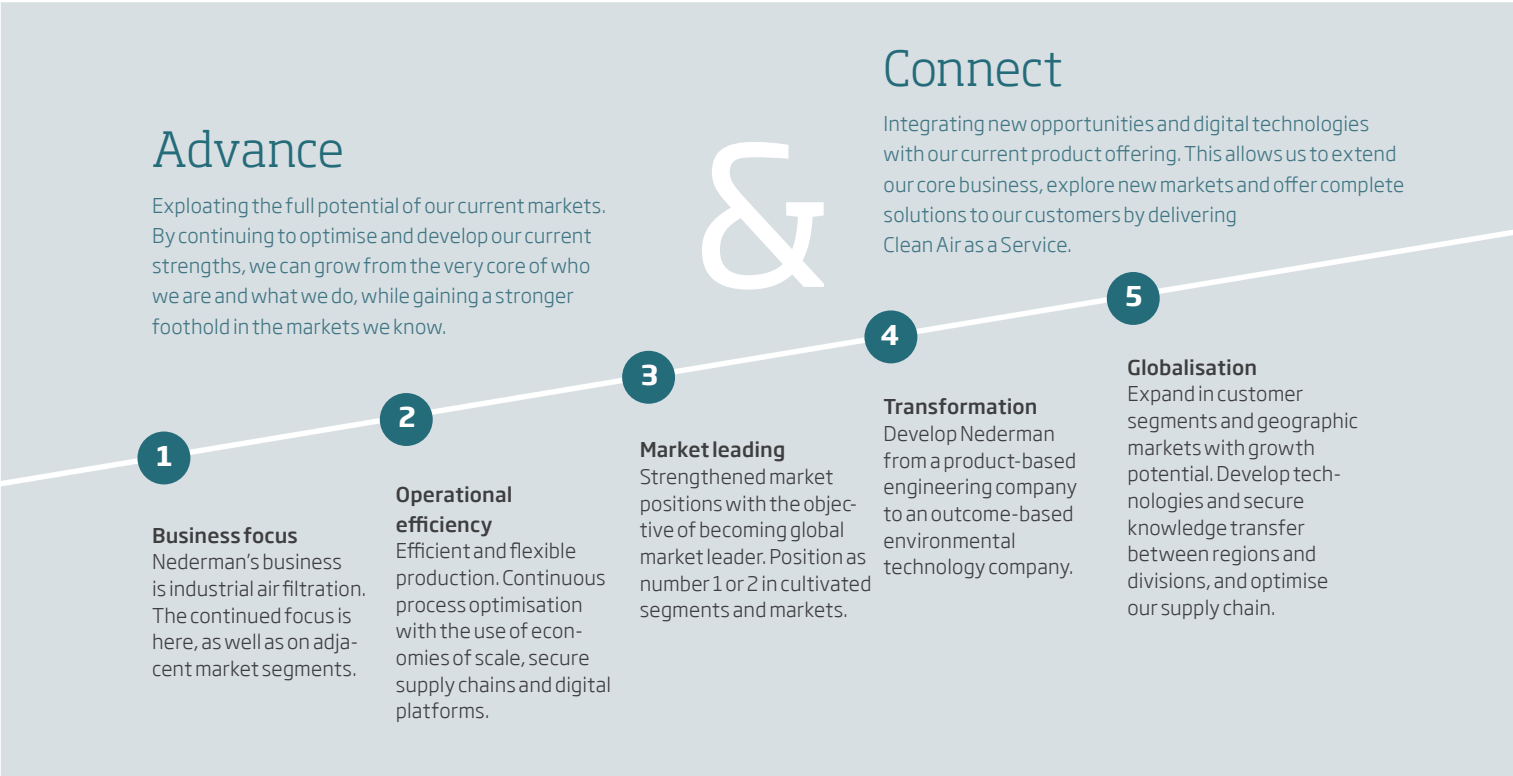 Advance
Exploating the full potential of our current markets.
By continuing to optimise and develop our current
strengths, we can grow from the very core of who
we are and what we do, while gaining a stronger
foothold in the markets we know.
&
Connect
Integrating new opportunities and digital technologies
with our current product offering. This allows us to extend
our core business, explore new markets and offer complete
solutions to our customers by delivering
Clean Air as a Service.
1
Business focus
Nederman's business
is industrial air filtration.
The continued focus is
here, as well as on adja-
cent market segments.
2
Operational
efficiency
Efficient and flexible
production. Continuous
process optimisation
with the use of econ-
omies of scale, secure
supply chains and digital
platforms.
3
Market leading
Strengthened market
positions with the objec-
tive of becoming global
market leader. Position as
number 1 or 2 in cultivated
segments and markets.
4
Transformation
Develop Nederman
from a product-based
engineering company
to an outcome-based
environmental
technology company.
5
Globalisation
Expand in customer
segments and geographic
markets with growth
potential. Develop tech-
nologies and secure
knowledge transfer
between regions and
divisions, and optimise
our supply chain.